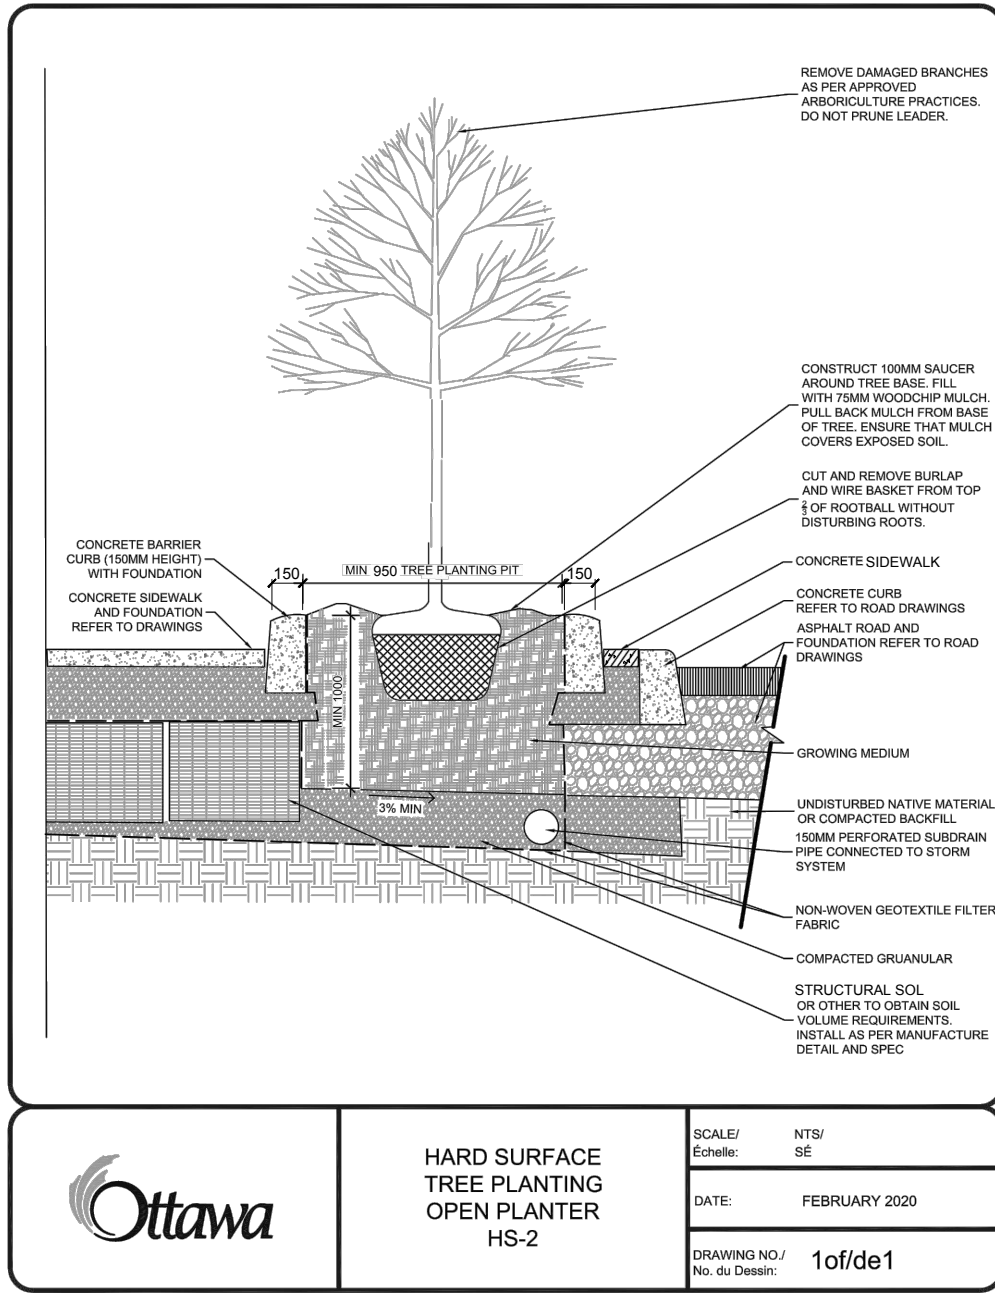 REMOVE DAMAGED BRANCHES
AS PER APPROVED
ARBORICULTURE PRACTICES.
DO NOT PRUNE LEADER.
CONSTRUCT 100MM SAUCER
AROUND TREE BASE. FILL
WITH 75MM WOODCHIP MULCH.
PULL BACK MULCH FROM BASE
OF TREE. ENSURE THAT MULCH
COVERS EXPOSED SOIL.
CUT AND REMOVE BURLAP
AND WIRE BASKET FROM TOP
2/3 OF ROOTBALL WITHOUT
DISTURBING ROOTS.
CONCRETE BARRIER
CURB (150MM HEIGHT)
WITH FOUNDATION
CONCRETE SIDEWALK
AND FOUNDATION
REFER TO DRAWINGS
150
MIN 950 TREE PLANTING PIT
150
MIN 1000
3% MIN
CONCRETE SIDEWALK
CONCRETE CURB
REFER TO ROAD DRAWINGS
ASPHALT ROAD AND
FOUNDATION REFER TO ROAD
DRAWINGS
GROWING MEDIUM
UNDISTURBED NATIVE MATERIAL
OR COMPACTED BACKFILL
150MM PERFORATED SUBDRAIN
PIPE CONNECTED TO STORM
SYSTEM
NON-WOVEN GEOTEXTILE FILTER
FABRIC
COMPACTED GRUANULAR
STRUCTURAL SOL
OR OTHER TO OBTAIN SOIL
VOLUME REQUIREMENTS.
INSTALL AS PER MANUFACTURE
DETAIL AND SPEC
Ottawa
HARD SURFACE
TREE PLANTING
OPEN PLANTER
HS-2
SCALE/ NTS/
Échelle: SÉ
DATE: FEBRUARY 2020
DRAWING NO./ 1of/de1
No. du Dessin: